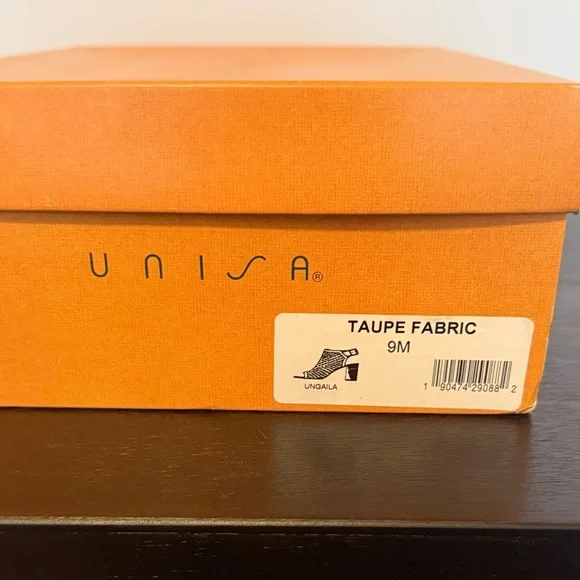 UNISA®
TAUPE FABRIC
9M
UNGAILA
1 90474 29088 2